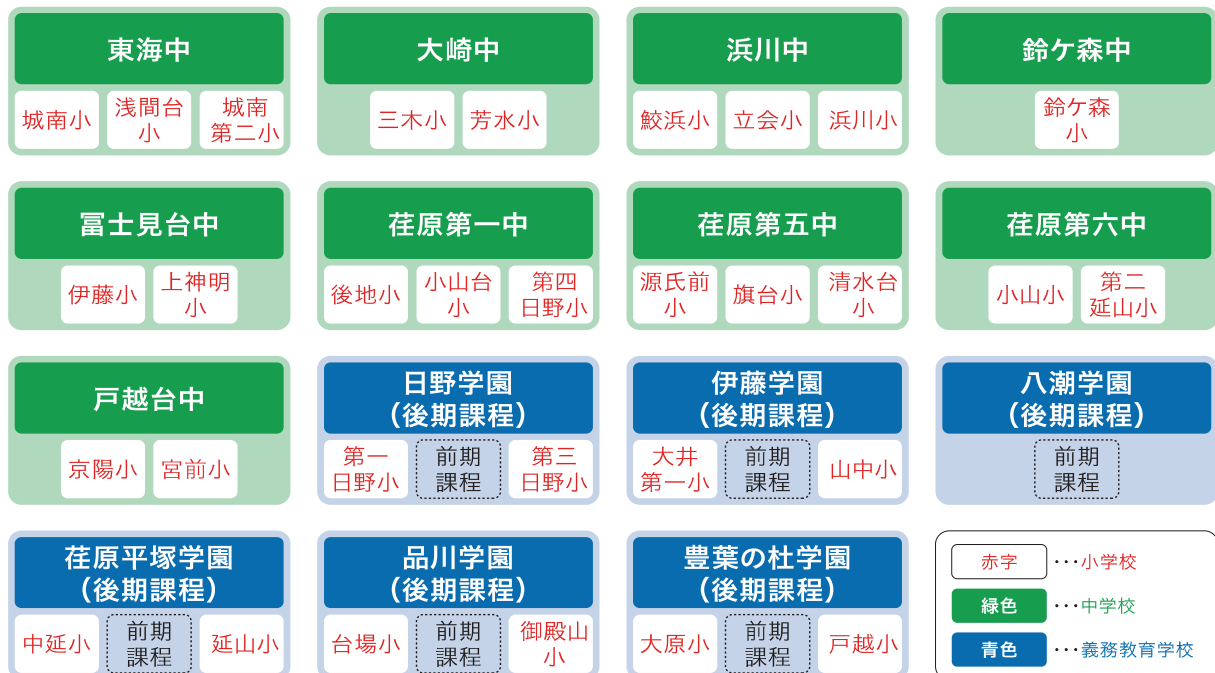 東海中
城南小
浅間台
小
城南
第二小
大崎中
三木小
芳水小
浜川中
鮫浜小
立会小
浜川小
鈴ケ森中
鈴ケ森
小
冨士見台中
伊藤小
上神明
小
荏原第一中
後地小
小山台
小
第四
日野小
荏原第五中
源氏前
小
旗台小
清水台
小
荏原第六中
小山小
第二
延山小
戸越台中
京陽小
宮前小
日野学園
（後期課程）
第一
日野小
前期
課程
第三
日野小
伊藤学園
（後期課程）
大井
第一小
前期
課程
山中小
八潮学園
（後期課程）
前期
課程
荏原平塚学園
（後期課程）
中延小
前期
課程
延山小
品川学園
（後期課程）
台場小
前期
課程
御殿山
小
豊葉の杜学園
（後期課程）
大原小
前期
課程
戸越小
赤字 ･･･小学校
緑色 ･･･中学校
青色 ･･･義務教育学校